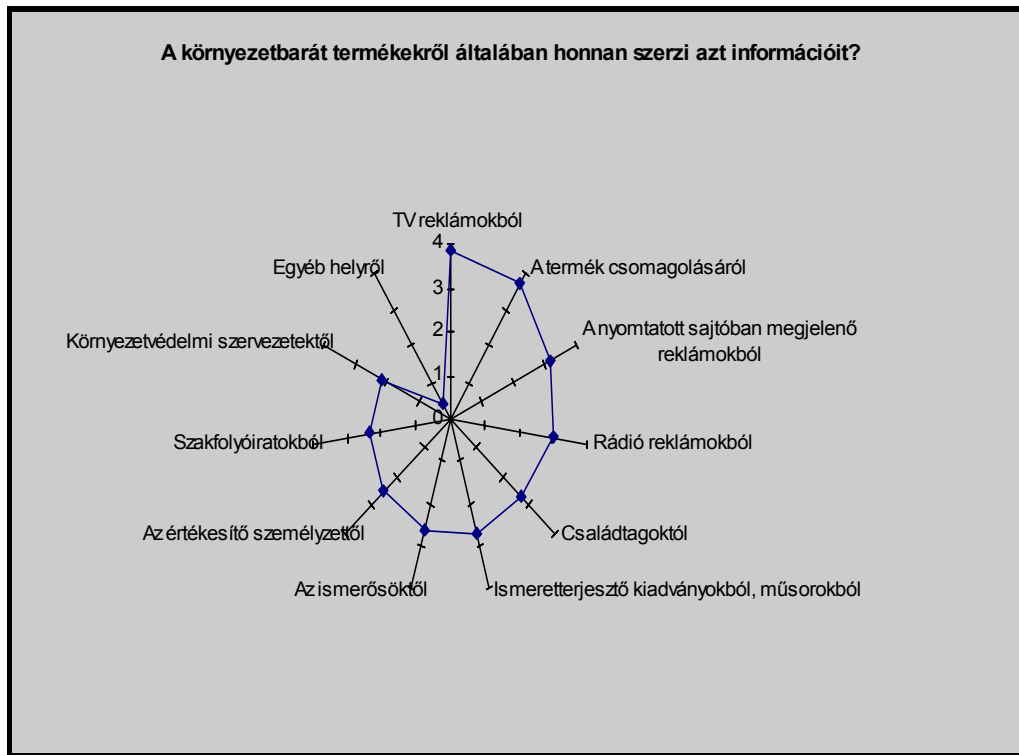 A környezetbarát termékekről általában honnan szerzi azt információit?
TV reklámokból
4
3
2
1
0
A termék csomagolásáról
A nyomtatott sajtóban megjelenő
reklámokból
Rádió reklámokból
Családtagoktól
Ismeretterjesztő kiadványokból, műsorokból
Az ismerősöktől
Az értékesítő személyzettől
Szakfolyóiratokból
Környezetvédelmi szervezetektől
Egyéb helyről